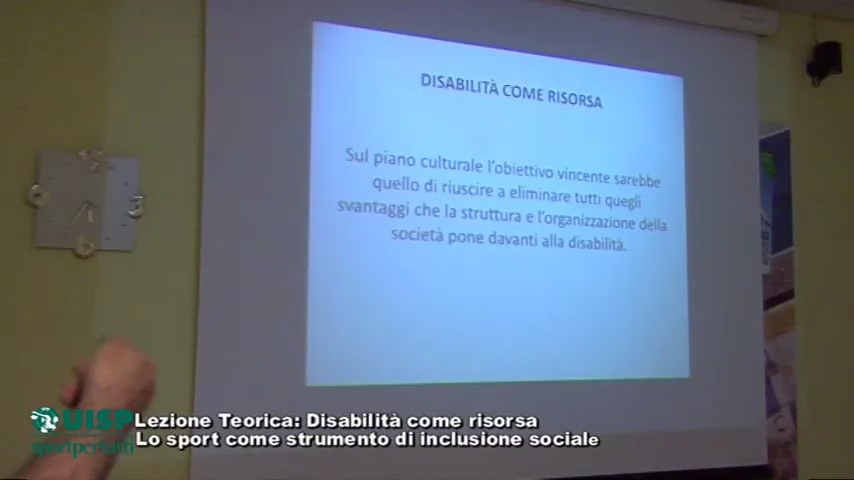 DISABILITÀ COME RISORSA
Sul piano culturale l'obiettivo vincente sarebbe
quello di riuscire a eliminare tutti quegli
svantaggi che la struttura e l'organizzazione della
società pone davanti alla disabilità.
UISP
sportpertutti
Lezione Teorica: Disabilità come risorsa
Lo sport come strumento di inclusione sociale